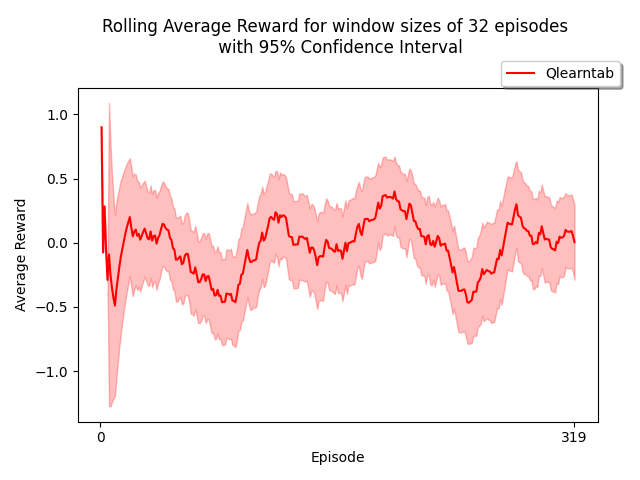 Rolling Average Reward for window sizes of 32 episodes
with 95% Confidence Interval
Qlearntab
1.0
0.5
0.0
−0.5
−1.0
Average Reward
0
319
Episode